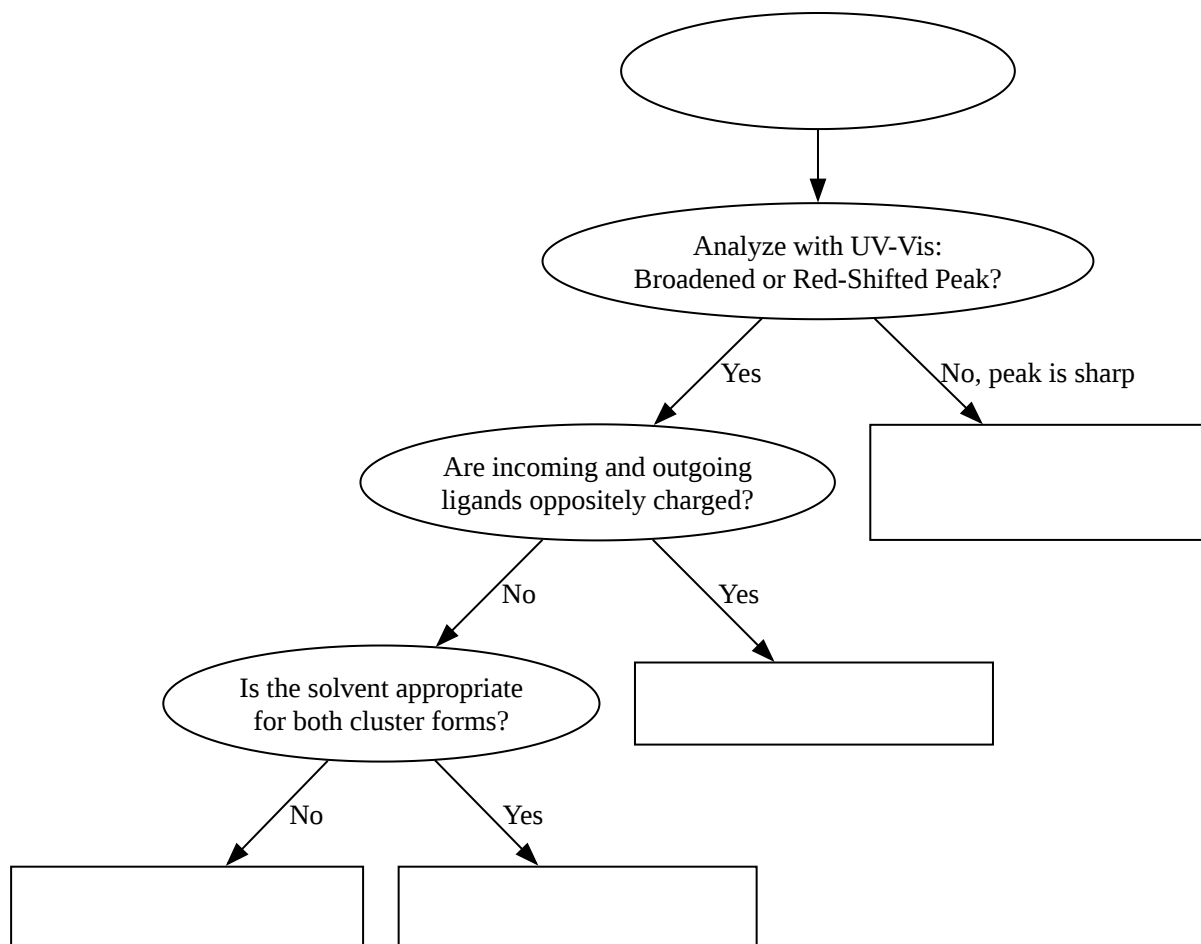 Analyze with UV-Vis:
Broadened or Red-Shifted Peak?
Yes
No, peak is sharp
Are incoming and outgoing
ligands oppositely charged?
No
Yes
Is the solvent appropriate
for both cluster forms?
No
Yes